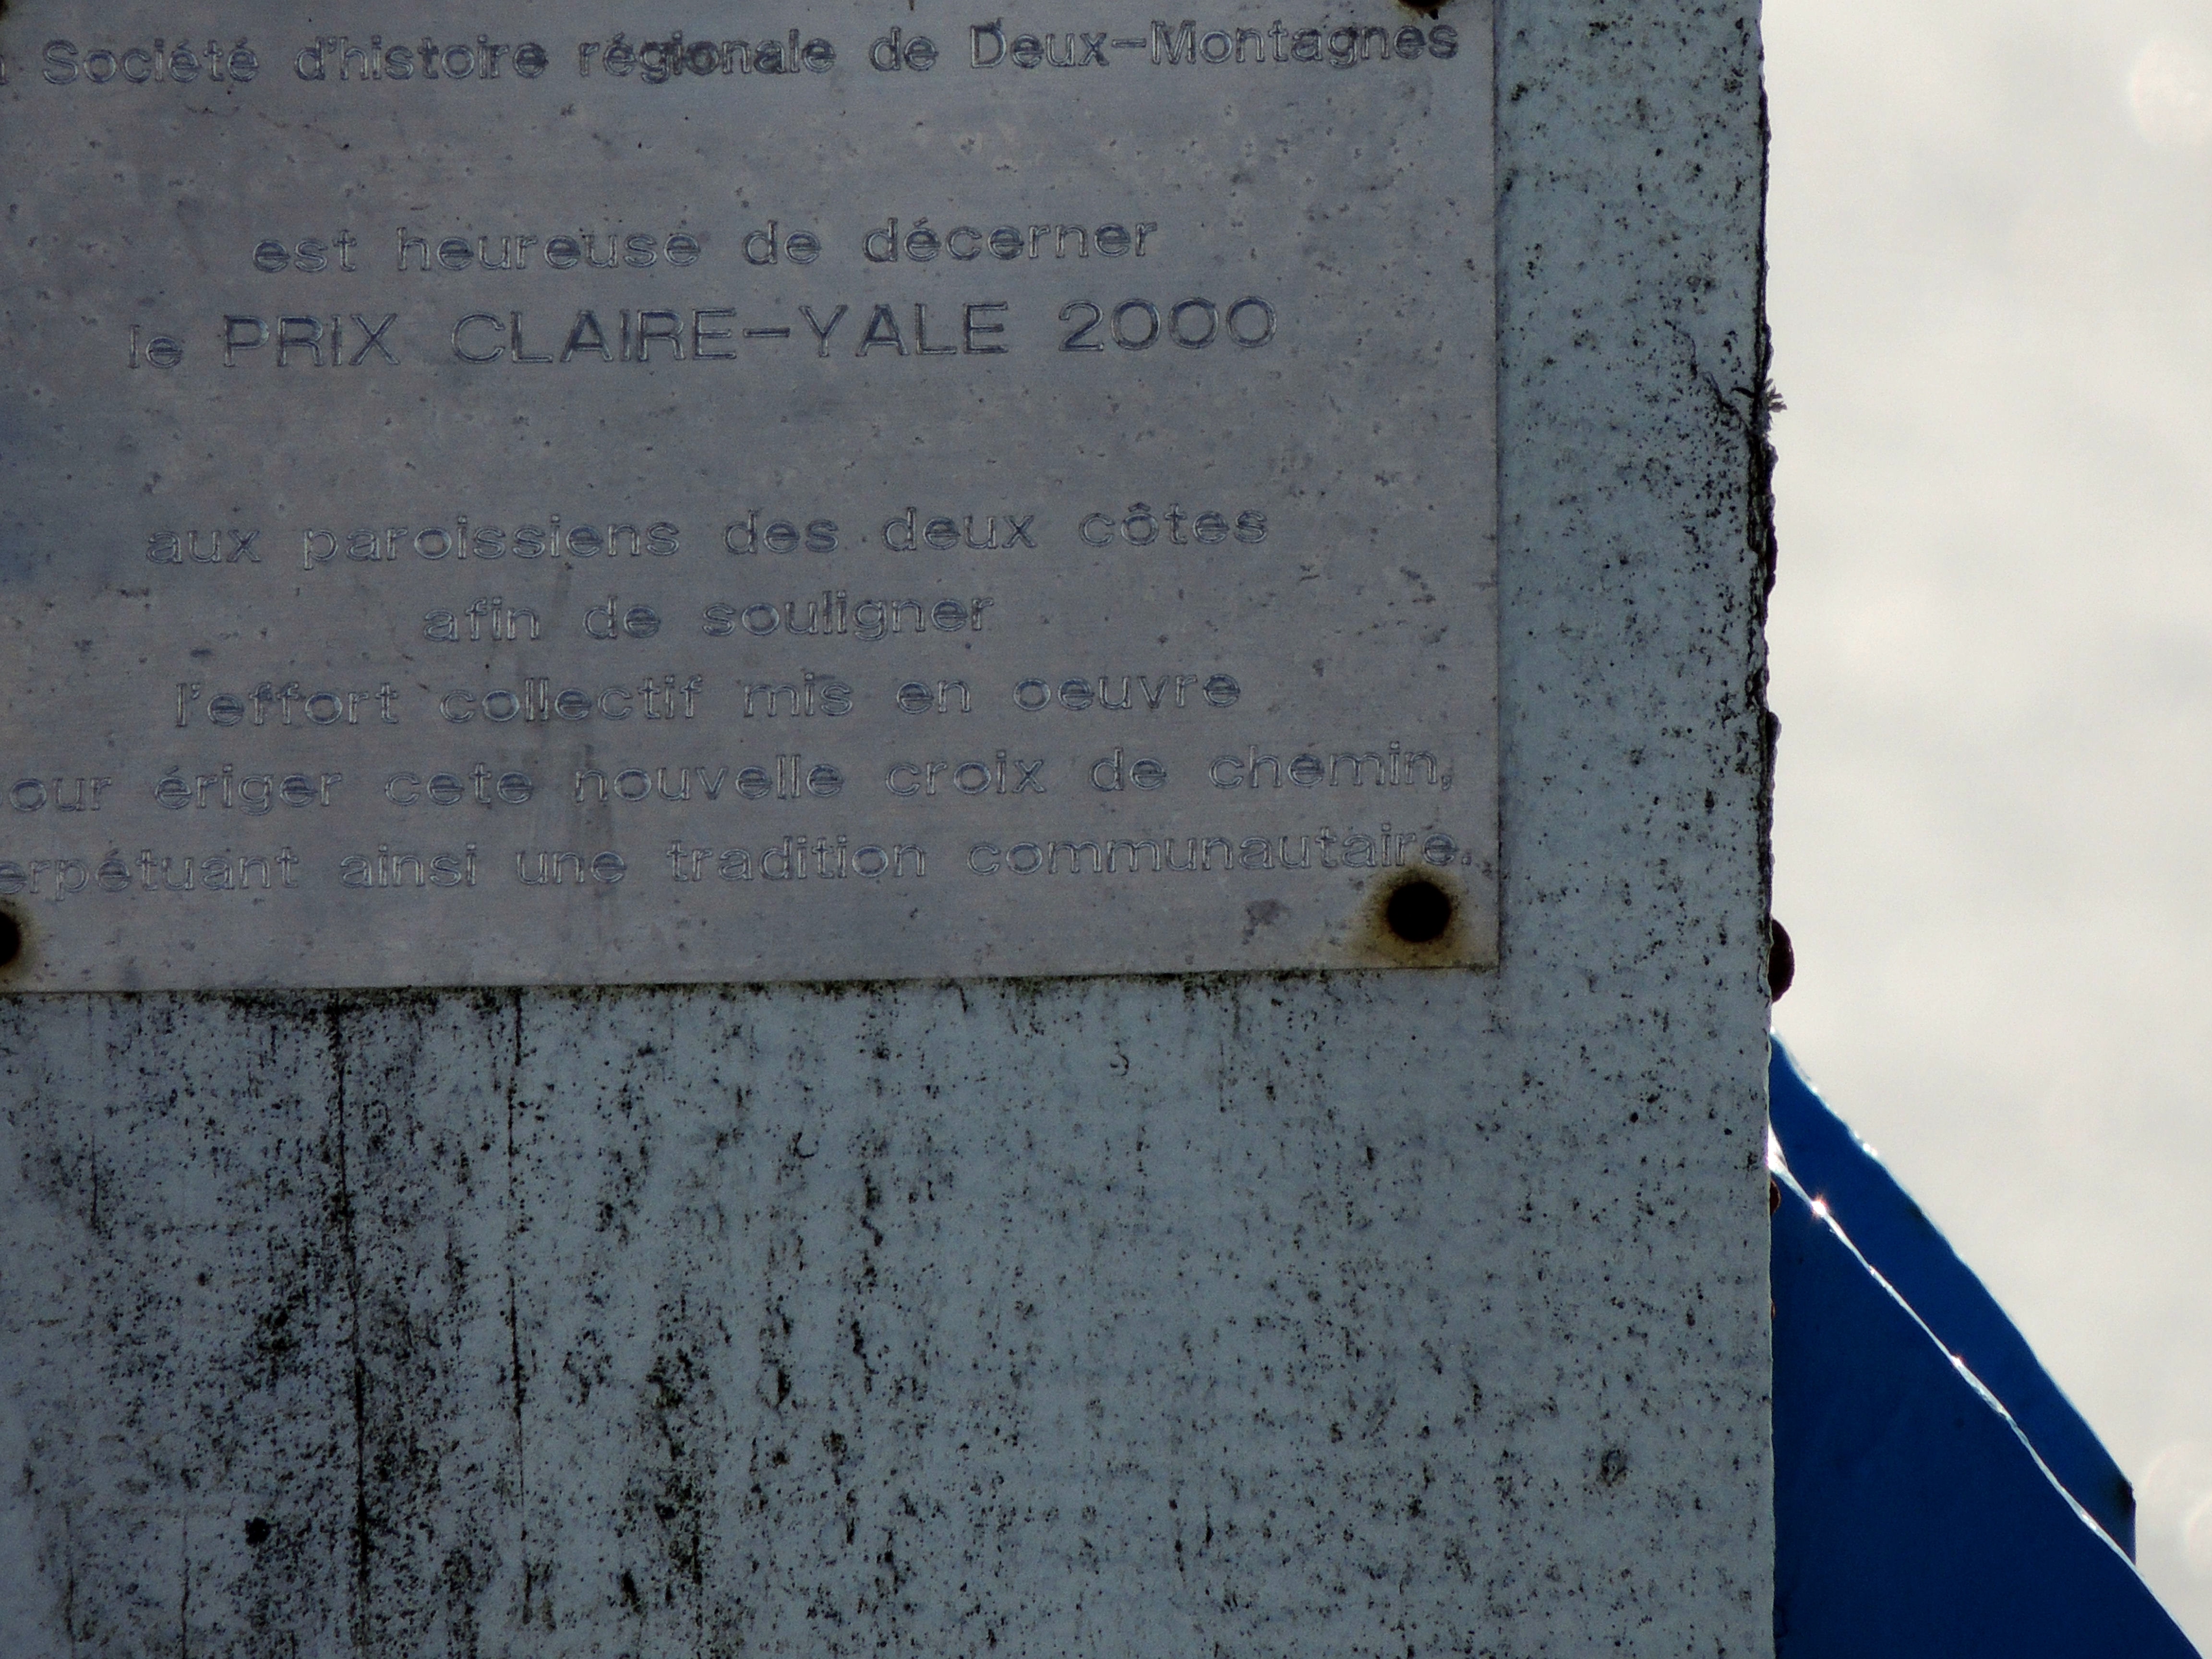 Société d'histoire régionale de Deux-Montagnes
est heureuse de décerner
le PRIX CLAIRE-YALE 2000
aux paroissiens des deux côtes
afin de souligner
l'effort collectif mis en oeuvre
our ériger cete nouvelle croix de chemin,
erpétuant ainsi une tradition communautaire.